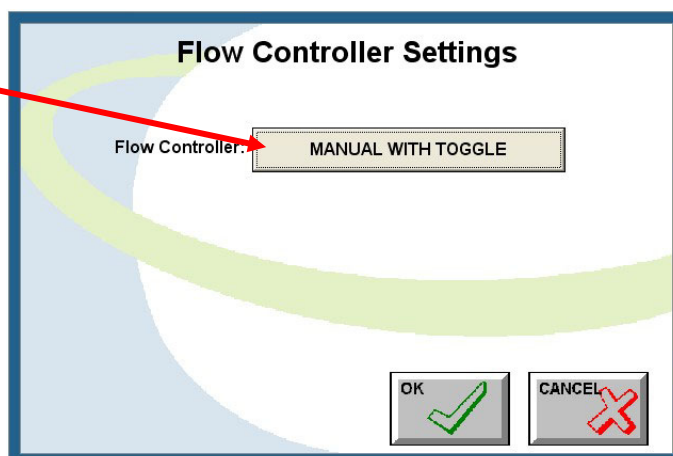 Flow Controller Settings
Flow Controller: MANUAL WITH TOGGLE
OK CANCEL